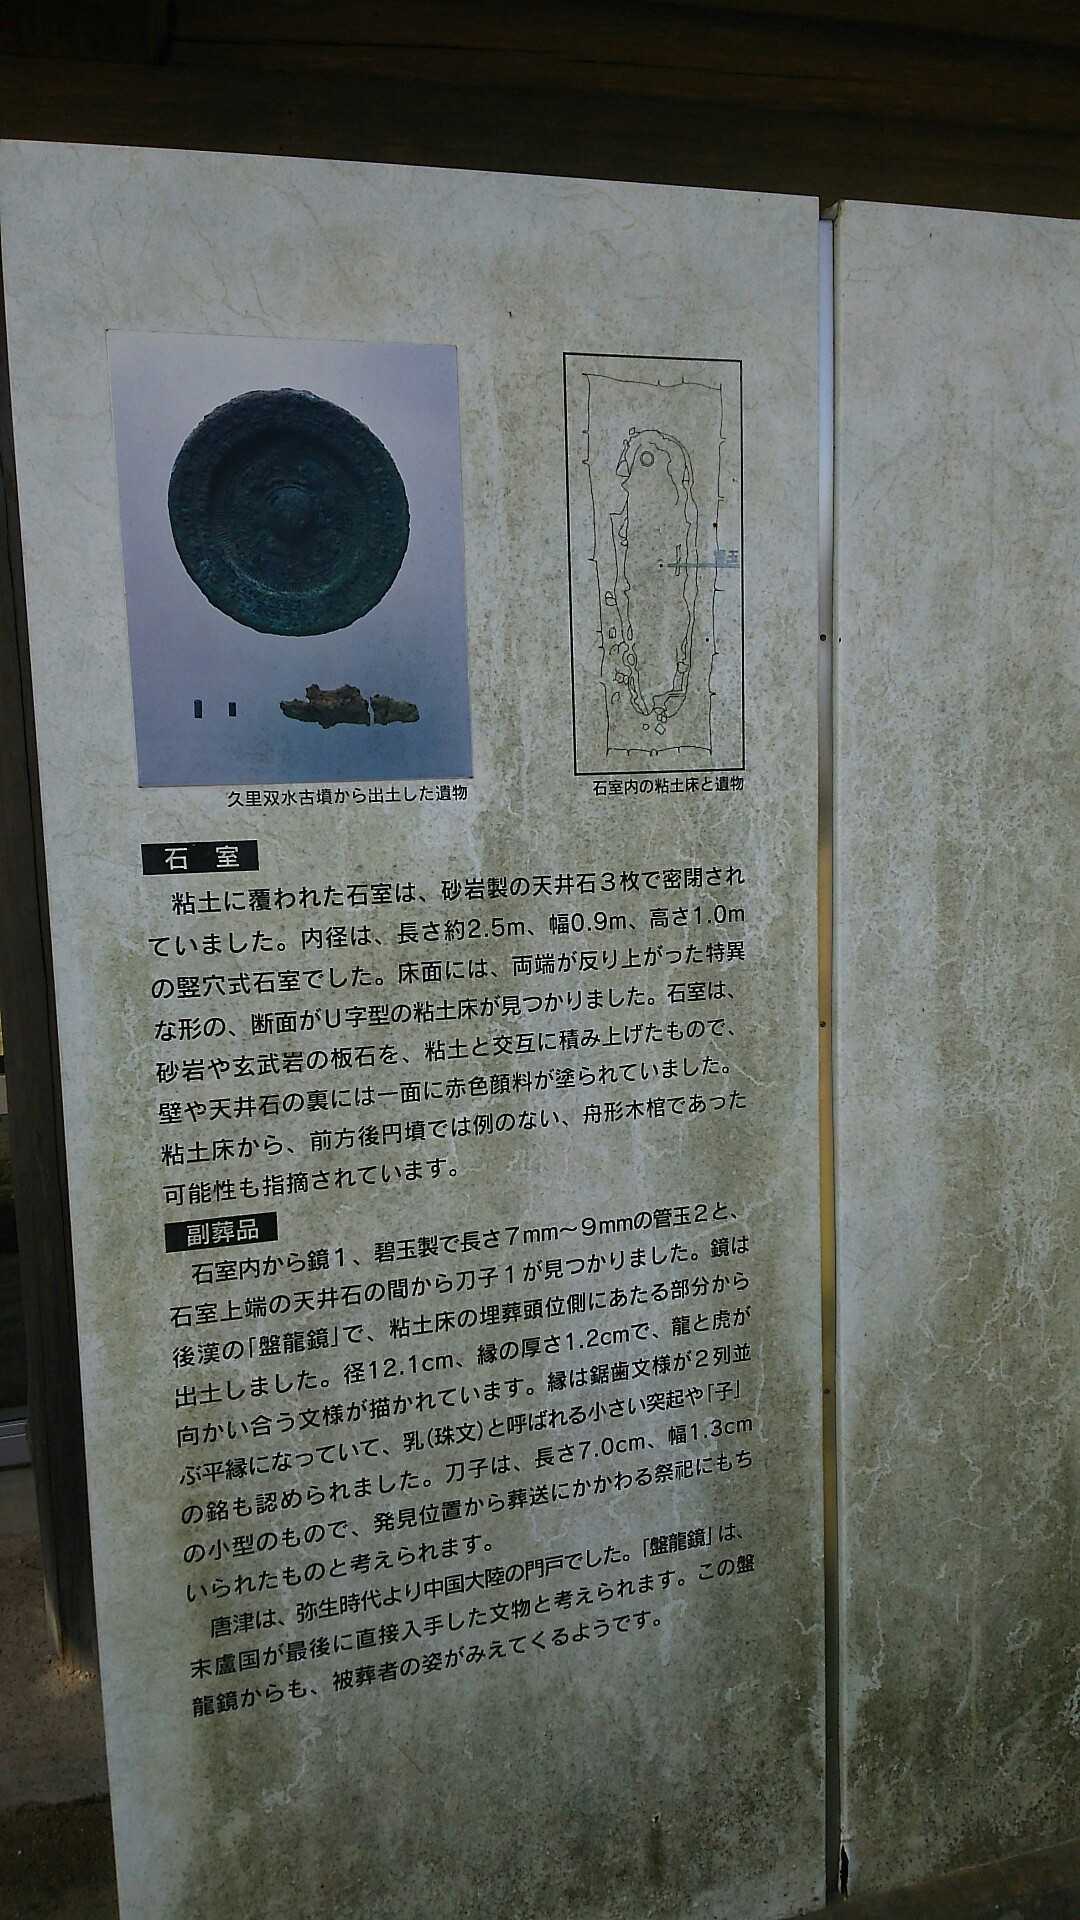 久里双水古墳から出土した遺物
管玉
石室内の粘土床と遺物
石 室
粘土に覆われた石室は、砂岩製の天井石3枚で密閉され
ていました。内径は、長さ約2.5m、幅0.9m、高さ1.0m
の竪穴式石室でした。床面には、両端が反り上がった特異
な形の、断面がU字型の粘土床が見つかりました。石室は、
砂岩や玄武岩の板石を、粘土と交互に積み上げたもので、
壁や天井石の裏には一面に赤色顔料が塗られていました。
粘土床から、前方後円墳では例のない、舟形木棺であった
可能性も指摘されています。
副葬品
石室内から鏡1、碧玉製で長さ7mm〜9mmの管玉2と、
石室上端の天井石の間から刀子1が見つかりました。鏡は
後漢の「盤龍鏡」で、粘土床の埋葬頭位側にあたる部分から
出土しました。径12.1cm、縁の厚さ1.2cmで、龍と虎が
向かい合う文様が描かれています。縁は鋸歯文様が2列並
ぶ平縁になっていて、乳(珠文)と呼ばれる小さい突起や「子」
の銘も認められました。刀子は、長さ7.0cm、幅1.3cm
の小型のもので、発見位置から葬送にかかわる祭祀にもち
いられたものと考えられます。
唐津は、弥生時代より中国大陸の門戸でした。「盤龍鏡」は、
末盧国が最後に直接入手した文物と考えられます。この盤
龍鏡からも、被葬者の姿がみえてくるようです。